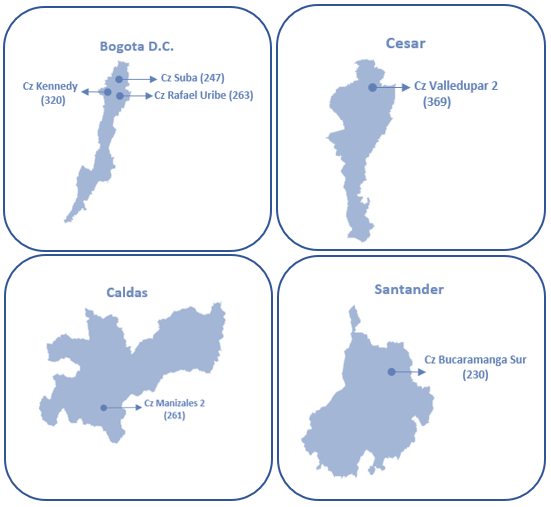 Bogota D.C.
Cz Suba (247)
Cz Kennedy
(320)
Cz Rafael Uribe (263)
Cesar
Cz Valledupar 2
(369)
Caldas
Cz Manizales 2
(261)
Santander
Cz Bucaramanga Sur
(230)